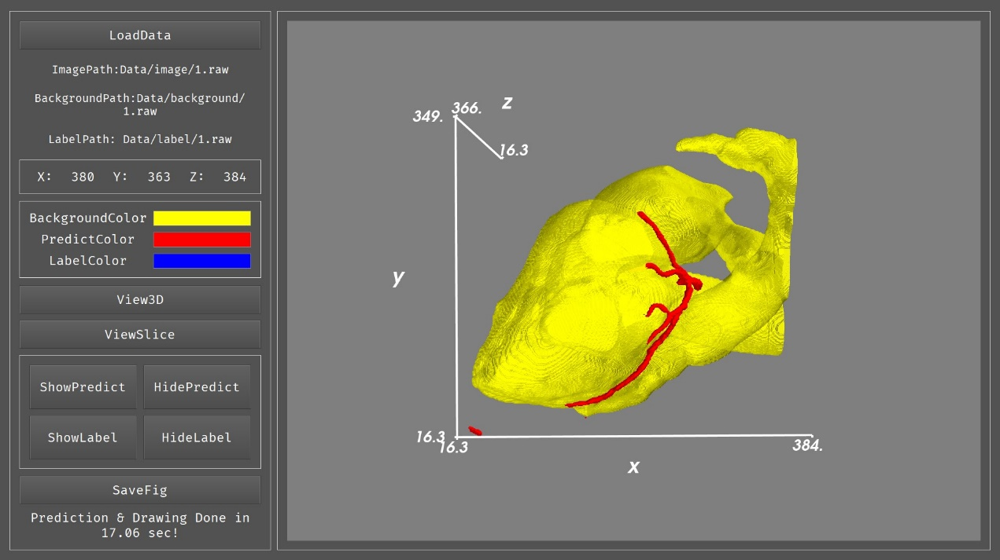 LoadData
ImagePath:Data/image/1.raw
BackgroundPath:Data/background/
1.raw
LabelPath: Data/label/1.raw
X: 380 Y: 363 Z: 384
BackgroundColor
PredictColor
LabelColor
View3D
ViewSlice
ShowPredict HidePredict
ShowLabel HideLabel
SaveFig
Prediction & Drawing Done in
17.06 sec!
z
366.
349.
16.3
y
16.3
16.3
384.
x